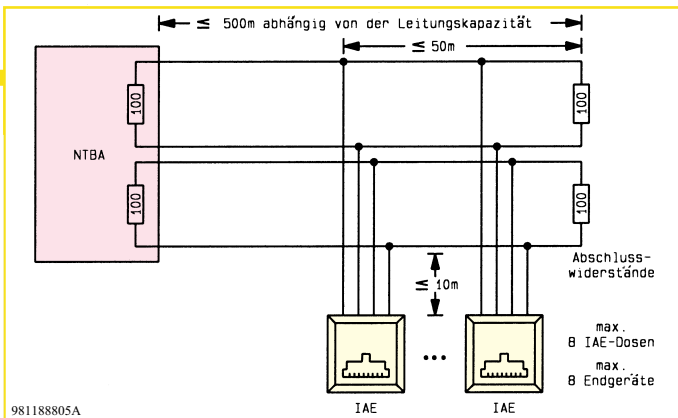 ≤ 500m abhängig von der Leitungskapazität
≤ 50m
100
100
NTBA
100
100
Abschluss-
widerstände
≤ 10m
max.
8 IAE-Dosen
max.
8 Endgeräte
...
IAE
IAE
981188805A